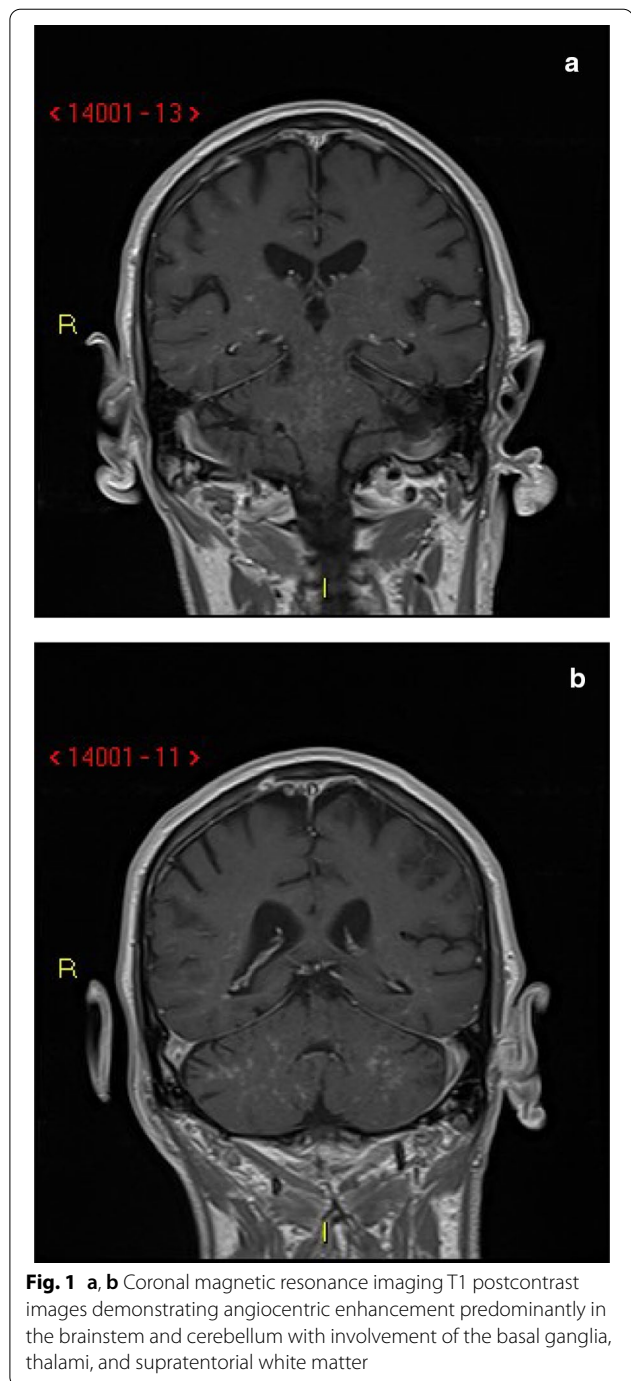 a
< 14001 - 13 >
R
I
b
< 14001 - 11 >
R
I
Fig. 1 a, b Coronal magnetic resonance imaging T1 postcontrast
images demonstrating angiocentric enhancement predominantly in
the brainstem and cerebellum with involvement of the basal ganglia,
thalami, and supratentorial white matter